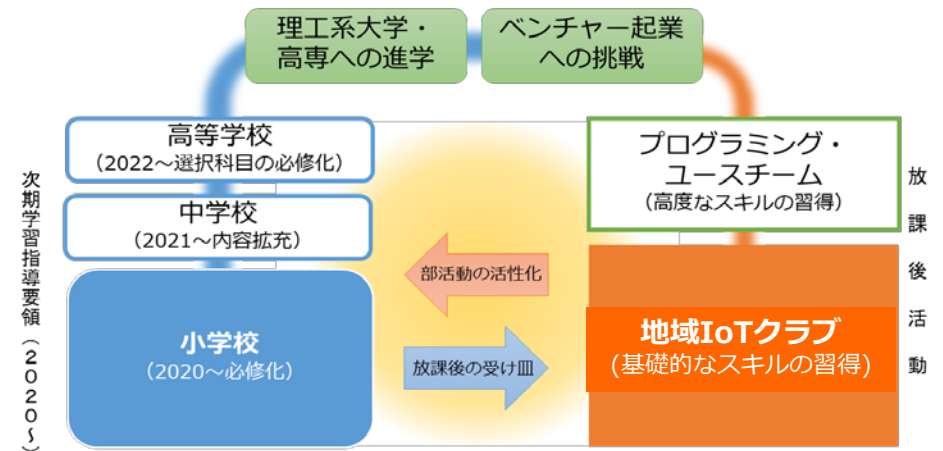 理工系大学・
高専への進学
ベンチャー起業
への挑戦
高等学校
（2022～選択科目の必修化）
中学校
（2021～内容拡充）
小学校
（2020～必修化）
次期学習指導要領（２０２０～）
部活動の活性化
放課後の受け皿
プログラミング・
ユースチーム
（高度なスキルの習得）
地域IoTクラブ
(基礎的なスキルの習得)
放課後活動